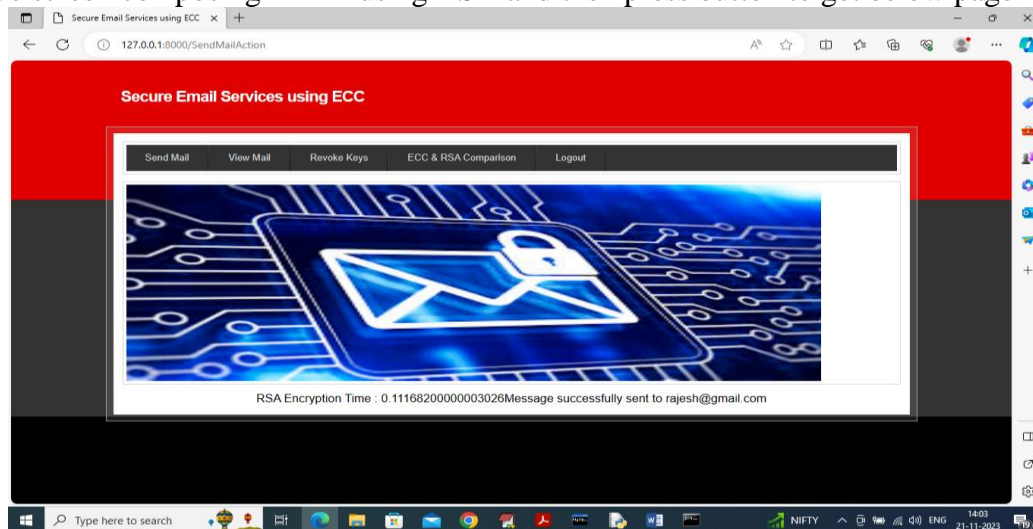 Secure Email Services using ECC
127.0.0.1:8000/SendMailAction
Secure Email Services using ECC
Send Mail View Mail Revoke Keys ECC & RSA Comparison Logout
RSA Encryption Time : 0.11168200000003026Message successfully sent to rajesh@gmail.com
Type here to search
NIFTY
ENG
14:03
21-11-2023